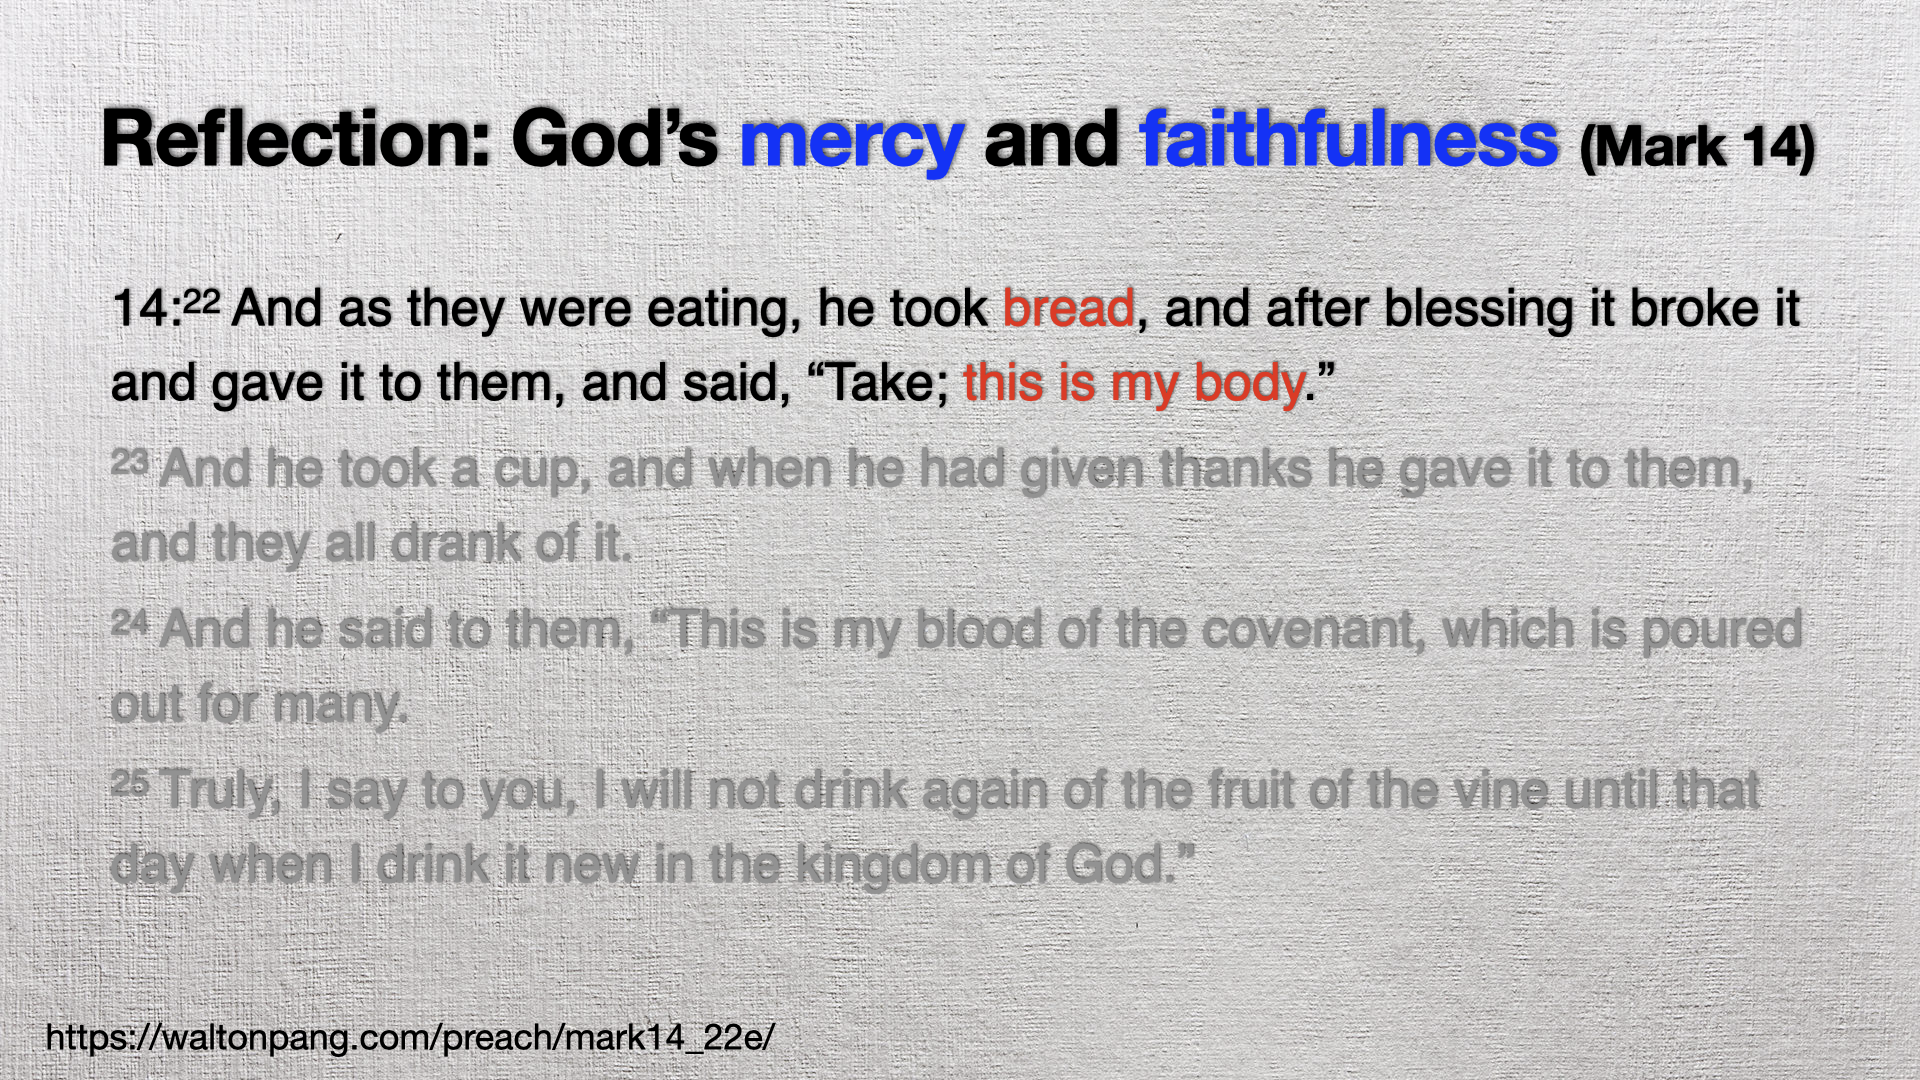 Reflection: God’s mercy and faithfulness (Mark 14)
14:22 And as they were eating, he took bread, and after blessing it broke it
and gave it to them, and said, “Take; this is my body.”
23 And he took a cup, and when he had given thanks he gave it to them,
and they all drank of it.
24 And he said to them, “This is my blood of the covenant, which is poured
out for many.
25 Truly, I say to you, I will not drink again of the fruit of the vine until that
day when I drink it new in the kingdom of God.”
https://waltonpang.com/preach/mark14_22e/